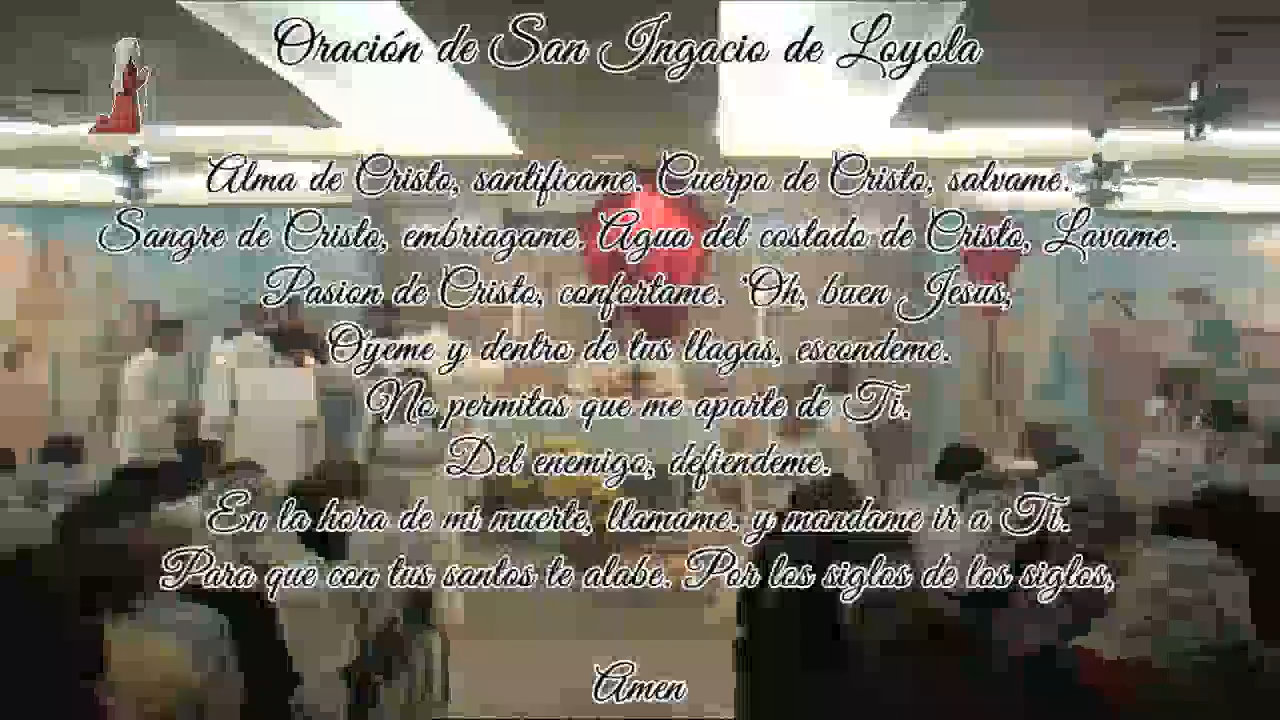 Oración de San Ingacio de Loyola
Alma de Cristo, santificame. Cuerpo de Cristo, salvame.
Sangre de Cristo, embriagame. Agua del costado de Cristo, Lavame.
Pasion de Cristo, confortame. 'Oh, buen Jesus,
Oyeme y dentro de tus llagas, escondeme.
No permitas que me aparte de Ti.
Del enemigo, defiendeme.
En la hora de mi muerte, llamame. y mandame ir a Ti.
Para que con tus santos te alabe. Por los siglos de los siglos,
Amen